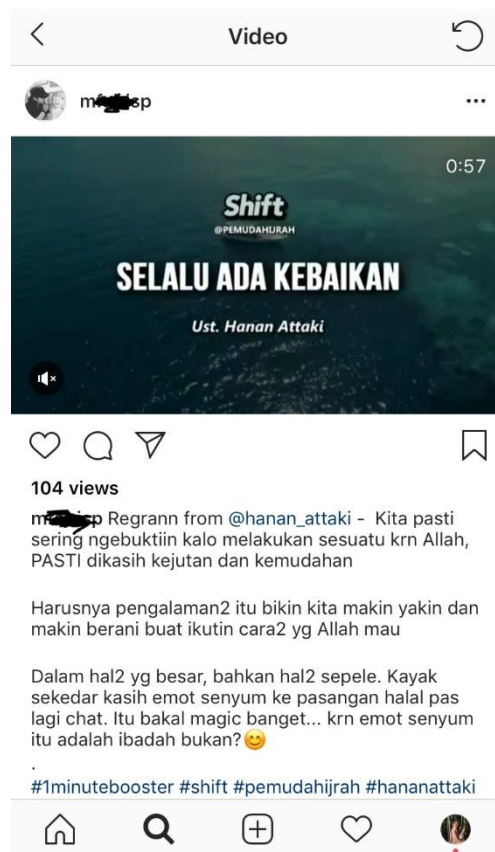 Video
0:57
Shift
@PEMUDAHIJRAH
SELALU ADA KEBAIKAN
Ust. Hanan Attaki
104 views
Regrann from @hanan_attaki - Kita pasti
sering ngebuktiin kalo melakukan sesuatu krn Allah,
PASTI dikasih kejutan dan kemudahan
Harusnya pengalaman2 itu bikin kita makin yakin dan
makin berani buat ikutin cara2 yg Allah mau
Dalam hal2 yg besar, bahkan hal2 sepele. Kayak
sekedar kasih emot senyum ke pasangan halal pas
lagi chat. Itu bakal magic banget... krn emot senyum
itu adalah ibadah bukan?😊
.
#1minutebooster #shift #pemudahijrah #hananattaki